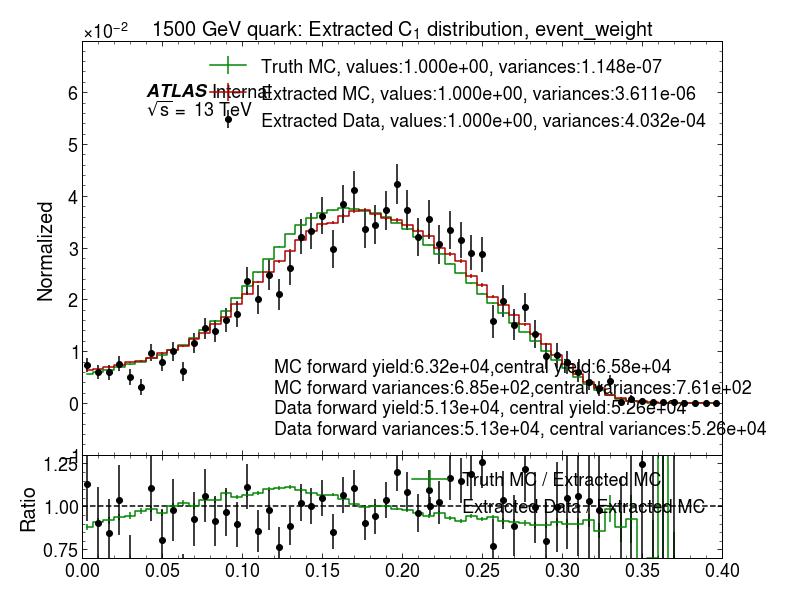 ×10−2
1500 GeV quark: Extracted C1 distribution, event_weight
Truth MC, values:1.000e+00, variances:1.148e-07
ATLAS Internal
Extracted MC, values:1.000e+00, variances:3.611e-06
√s = 13 TeV
Extracted Data, values:1.000e+00, variances:4.032e-04
Normalized
6
5
4
3
2
1
0
MC forward yield:6.32e+04,central yield:6.58e+04
MC forward variances:6.85e+02,central variances:7.61e+02
Data forward yield:5.13e+04, central yield:5.26e+04
Data forward variances:5.13e+04, central variances:5.26e+04
Ratio
1.25
1.00
0.75
Truth MC / Extracted MC
Extracted Data / Extracted MC
0.00 0.05 0.10 0.15 0.20 0.25 0.30 0.35 0.40